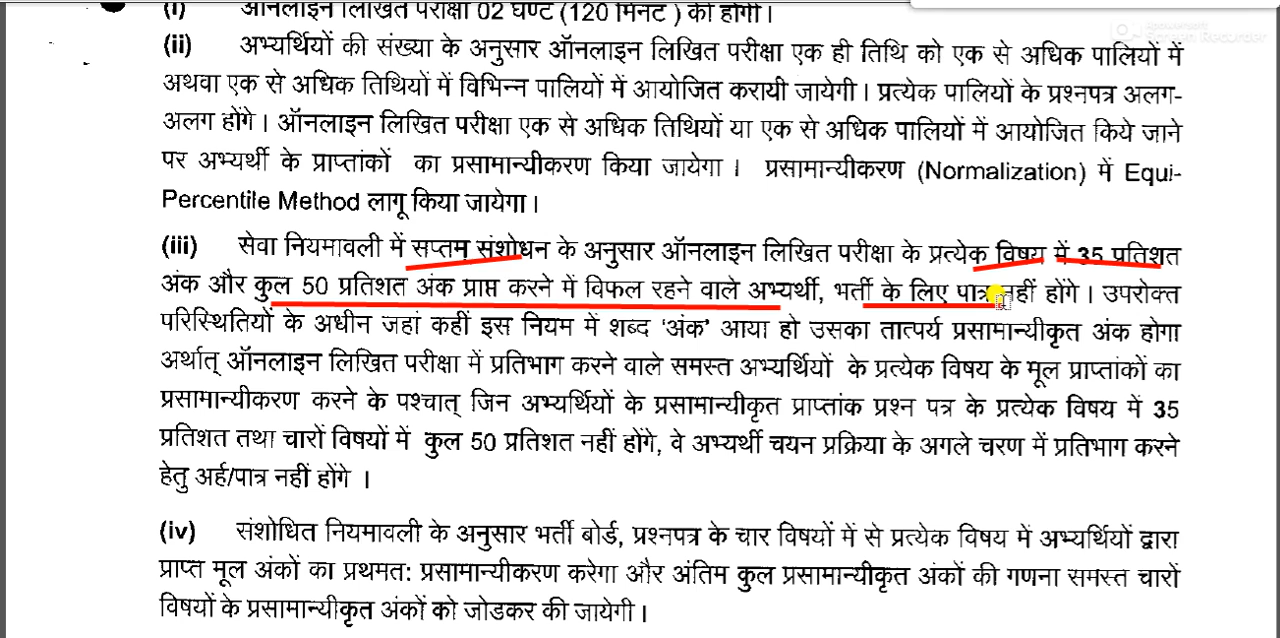 (i) ऑनलाइन लिखित परीक्षा 02 घण्टे (120 मिनट ) की होगी।
Apowersoft
Screen Recorder
(ii) अभ्यर्थियों की संख्या के अनुसार ऑनलाइन लिखित परीक्षा एक ही तिथि को एक से अधिक पालियों में
अथवा एक से अधिक तिथियों में विभिन्न पालियों में आयोजित करायी जायेगी। प्रत्येक पालियों के प्रश्नपत्र अलग-
अलग होंगे। ऑनलाइन लिखित परीक्षा एक से अधिक तिथियों या एक से अधिक पालियों में आयोजित किये जाने
पर अभ्यर्थी के प्राप्तांकों का प्रसामान्यीकरण किया जायेगा। प्रसामान्यीकरण (Normalization) में Equi-
Percentile Method लागू किया जायेगा।
(iii) सेवा नियमावली में सप्तम् संशोधन के अनुसार ऑनलाइन लिखित परीक्षा के प्रत्येक विषय में 35 प्रतिशत
अंक और कुल 50 प्रतिशत अंक प्राप्त करने में विफल रहने वाले अभ्यर्थी, भर्ती के लिए पात्र नहीं होंगे। उपरोक्त
परिस्थितियों के अधीन जहां कहीं इस नियम में शब्द 'अंक' आया हो उसका तात्पर्य प्रसामान्यीकृत अंक होगा
अर्थात् ऑनलाइन लिखित परीक्षा में प्रतिभाग करने वाले समस्त अभ्यर्थियों के प्रत्येक विषय के मूल प्राप्तांकों का
प्रसामान्यीकरण करने के पश्चात् जिन अभ्यर्थियों के प्रसामान्यीकृत प्राप्तांक प्रश्न पत्र के प्रत्येक विषय में 35
प्रतिशत तथा चारों विषयों में कुल 50 प्रतिशत नहीं होंगे, वे अभ्यर्थी चयन प्रक्रिया के अगले चरण में प्रतिभाग करने
हेतु अर्ह/पात्र नहीं होंगे ।
(iv) संशोधित नियमावली के अनुसार भर्ती बोर्ड, प्रश्नपत्र के चार विषयों में से प्रत्येक विषय में अभ्यर्थियों द्वारा
प्राप्त मूल अंकों का प्रथमत: प्रसामान्यीकरण करेगा और अंतिम कुल प्रसामान्यीकृत अंकों की गणना समस्त चारों
विषयों के प्रसामान्यीकृत अंकों को जोडकर की जायेगी।